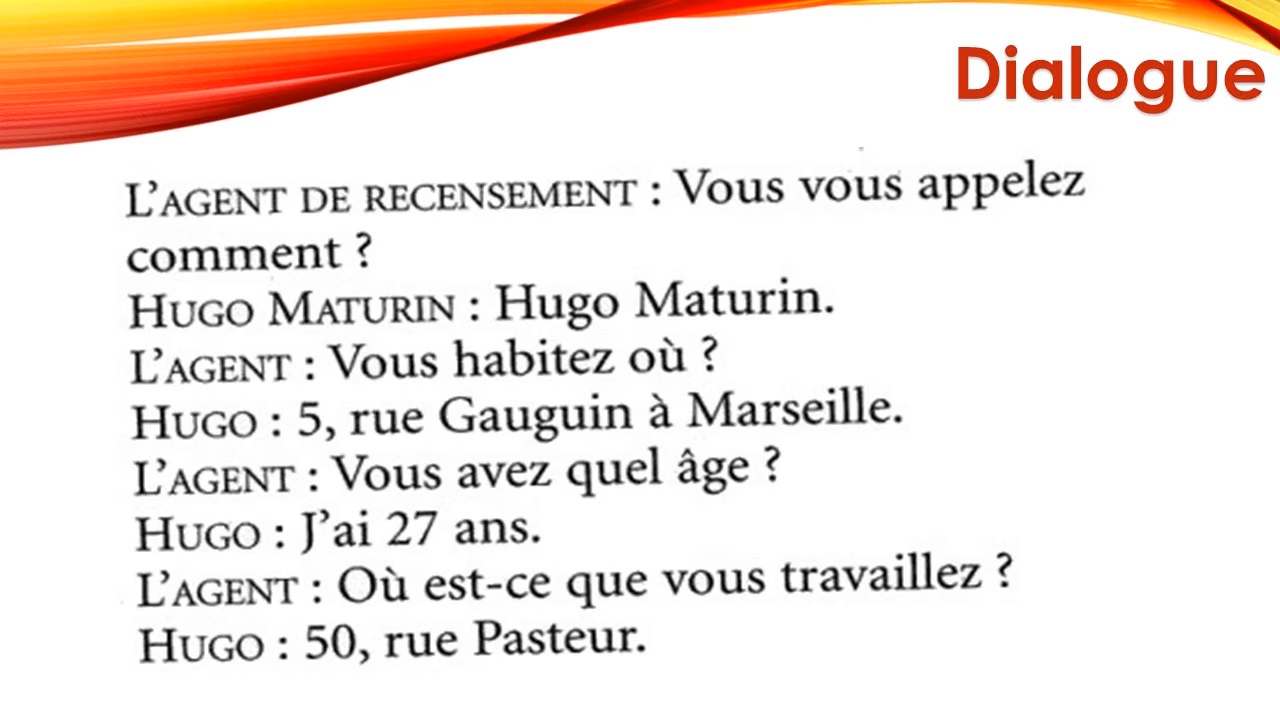 Dialogue
L'AGENT DE RECENSEMENT : Vous vous appelez
comment ?
HUGO MATURIN : Hugo Maturin.
L'AGENT : Vous habitez où ?
HUGO : 5, rue Gauguin à Marseille.
L'AGENT : Vous avez quel âge ?
HUGO : J'ai 27 ans.
L'AGENT : Où est-ce que vous travaillez ?
HUGO : 50, rue Pasteur.